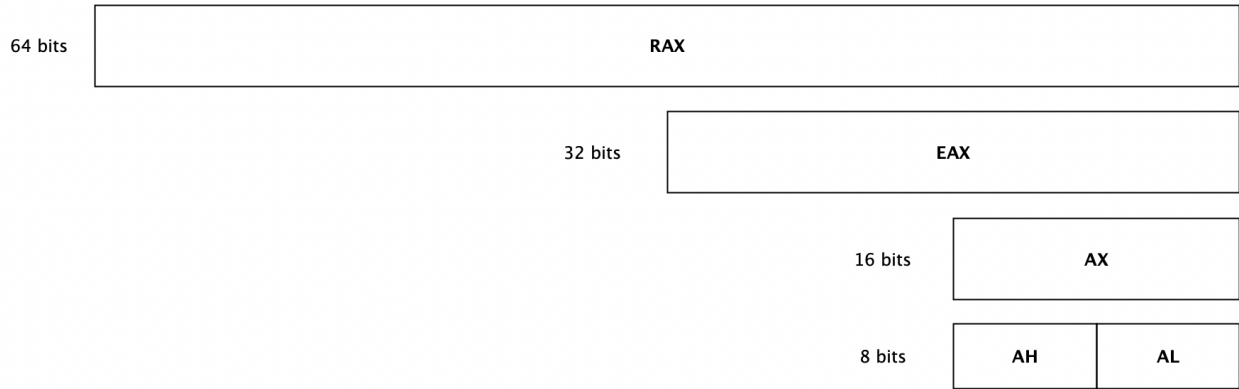 64 bits RAX
32 bits EAX
16 bits AX
8 bits AH AL